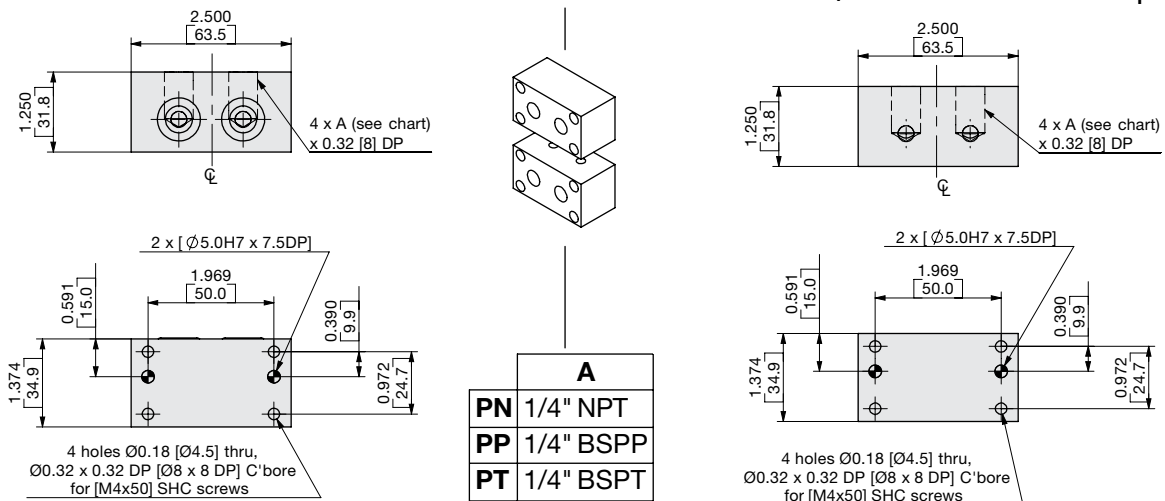 2.500
63.5
1.250
31.8
4 x A (see chart)
x 0.32 [8] DP
℄
2 x [ Ø5.0H7 x 7.5DP]
0.591
15.0
1.969
50.0
0.390
9.9
1.374
34.9
0.972
24.7
4 holes Ø0.18 [Ø4.5] thru,
Ø0.32 x 0.32 DP [Ø8 x 8 DP] C'bore
for [M4x50] SHC screws
A
PN 1/4" NPT
PP 1/4" BSPP
PT 1/4" BSPT
2.500
63.5
1.250
31.8
4 x A (see chart)
x 0.32 [8] DP
℄
2 x [ Ø5.0H7 x 7.5DP]
0.591
15.0
1.969
50.0
0.390
9.9
1.374
34.9
0.972
24.7
4 holes Ø0.18 [Ø4.5] thru,
Ø0.32 x 0.32 DP [Ø8 x 8 DP] C'bore
for [M4x50] SHC screws